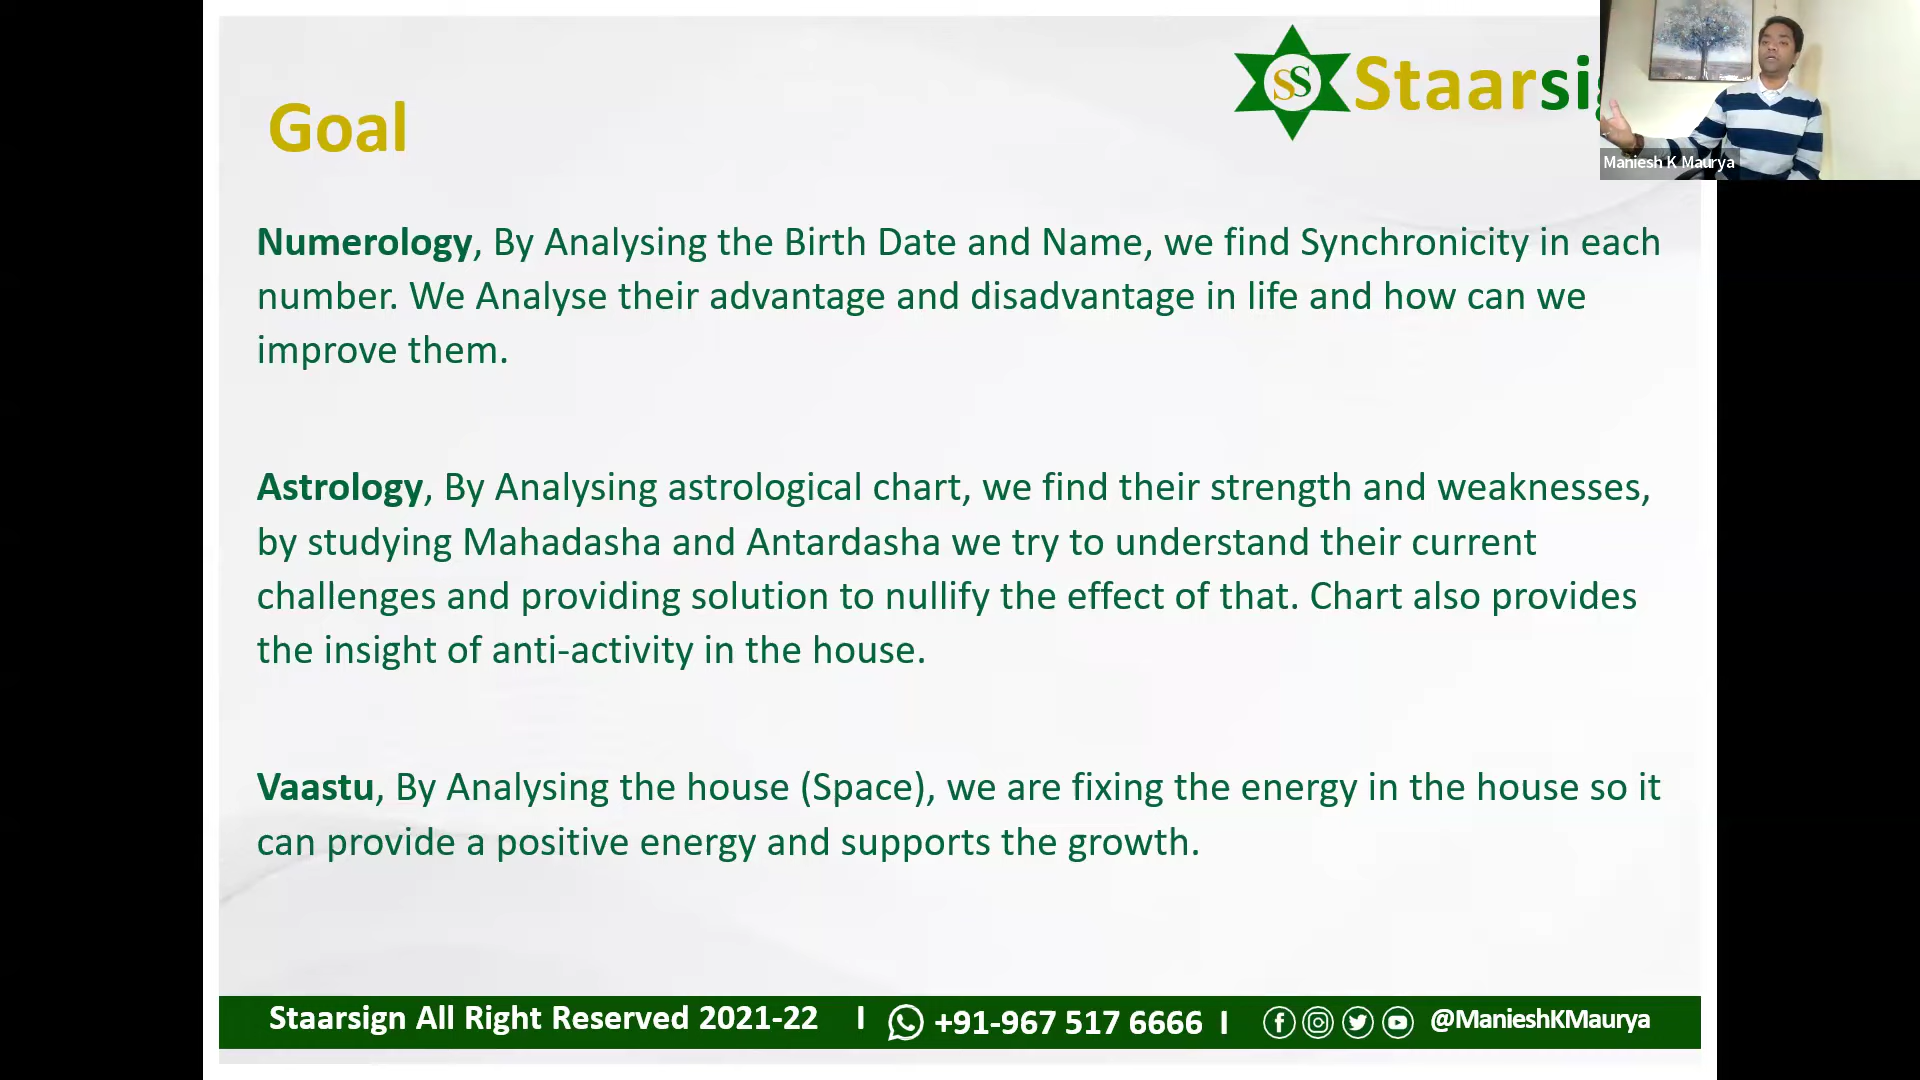 SS Staarsi
Maniesh K Maurya
Goal
Numerology, By Analysing the Birth Date and Name, we find Synchronicity in each
number. We Analyse their advantage and disadvantage in life and how can we
improve them.
Astrology, By Analysing astrological chart, we find their strength and weaknesses,
by studying Mahadasha and Antardasha we try to understand their current
challenges and providing solution to nullify the effect of that. Chart also provides
the insight of anti-activity in the house.
Vaastu, By Analysing the house (Space), we are fixing the energy in the house so it
can provide a positive energy and supports the growth.
Staarsign All Right Reserved 2021-22 I +91-967 517 6666 I @ManieshKMaurya